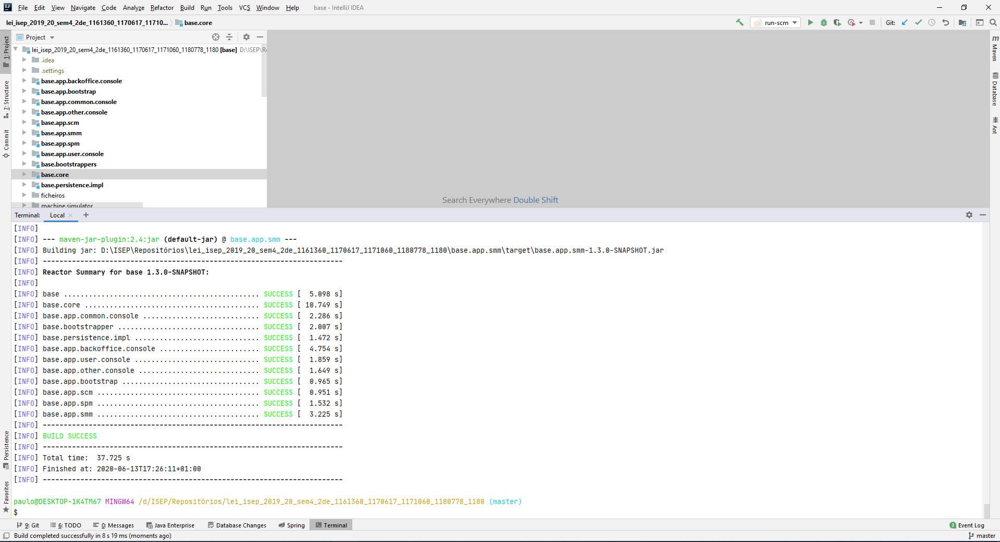 IJ File Edit View Navigate Code Analyze Refactor Build Run Tools VCS Window Help base - IntelliJ IDEA
lei_isep_2019_20_sem4_2de_1161360_1170617_11710... base.core run-scm Git:
Project
lei_isep_2019_20_sem4_2de_1161360_1170617_1171060_1180778_1180 [base] D:\ISEP\Re
.idea
.settings
base.app.backoffice.console
base.app.bootstrap
base.app.common.console
base.app.other.console
base.app.scm
base.app.smm
base.app.spm
base.app.user.console
base.bootstrappers
base.core
base.persistence.impl
ficheiros
machine.simulator
1: Project
7: Structure
Commit
Persistence
Favorites
m Maven
Database
Ant
Search Everywhere Double Shift
Terminal: Local × +
[INFO]
[INFO] --- maven-jar-plugin:2.4:jar (default-jar) @ base.app.smm ---
[INFO] Building jar: D:\ISEP\Repositórios\lei_isep_2019_20_sem4_2de_1161360_1170617_1171060_1180778_1180\base.app.smm\target\base.app.smm-1.3.0-SNAPSHOT.jar
[INFO] ------------------------------------------------------------------------
[INFO] Reactor Summary for base 1.3.0-SNAPSHOT:
[INFO]
[INFO] base ............................................... SUCCESS [  5.098 s]
[INFO] base.core .......................................... SUCCESS [ 10.749 s]
[INFO] base.app.common.console ............................ SUCCESS [  2.286 s]
[INFO] base.bootstrapper .................................. SUCCESS [  2.007 s]
[INFO] base.persistence.impl .............................. SUCCESS [  1.472 s]
[INFO] base.app.backoffice.console ........................ SUCCESS [  4.754 s]
[INFO] base.app.user.console .............................. SUCCESS [  1.859 s]
[INFO] base.app.other.console ............................. SUCCESS [  1.649 s]
[INFO] base.app.bootstrap ................................. SUCCESS [  0.965 s]
[INFO] base.app.scm ....................................... SUCCESS [  0.951 s]
[INFO] base.app.spm ....................................... SUCCESS [  1.532 s]
[INFO] base.app.smm ....................................... SUCCESS [  3.225 s]
[INFO] ------------------------------------------------------------------------
[INFO] BUILD SUCCESS
[INFO] ------------------------------------------------------------------------
[INFO] Total time:  37.725 s
[INFO] Finished at: 2020-06-13T17:26:11+01:00
[INFO] ------------------------------------------------------------------------
paulo@DESKTOP-1K4TM67 MINGW64 /d/ISEP/Repositórios/lei_isep_2019_20_sem4_2de_1161360_1170617_1171060_1180778_1180 (master)
$
9: Git 6: TODO 0: Messages Java Enterprise Database Changes Spring Terminal 3 Event Log
Build completed successfully in 8 s 19 ms (moments ago) master